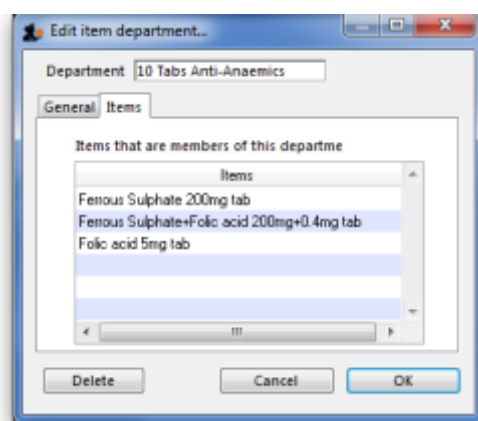 Edit item department...
Department 10 Tabs Anti-Anaemics
General Items
Items that are members of this departme
Items
Ferrous Sulphate 200mg tab
Ferrous Sulphate+Folic acid 200mg+0.4mg tab
Folic acid 5mg tab
Delete Cancel OK